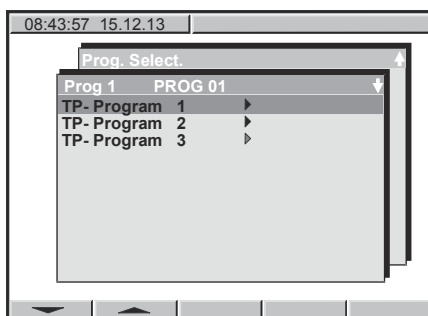 08:43:57 15.12.13
Prog. Select.
Prog 1 PROG 01
TP- Program 1
TP- Program 2
TP- Program 3